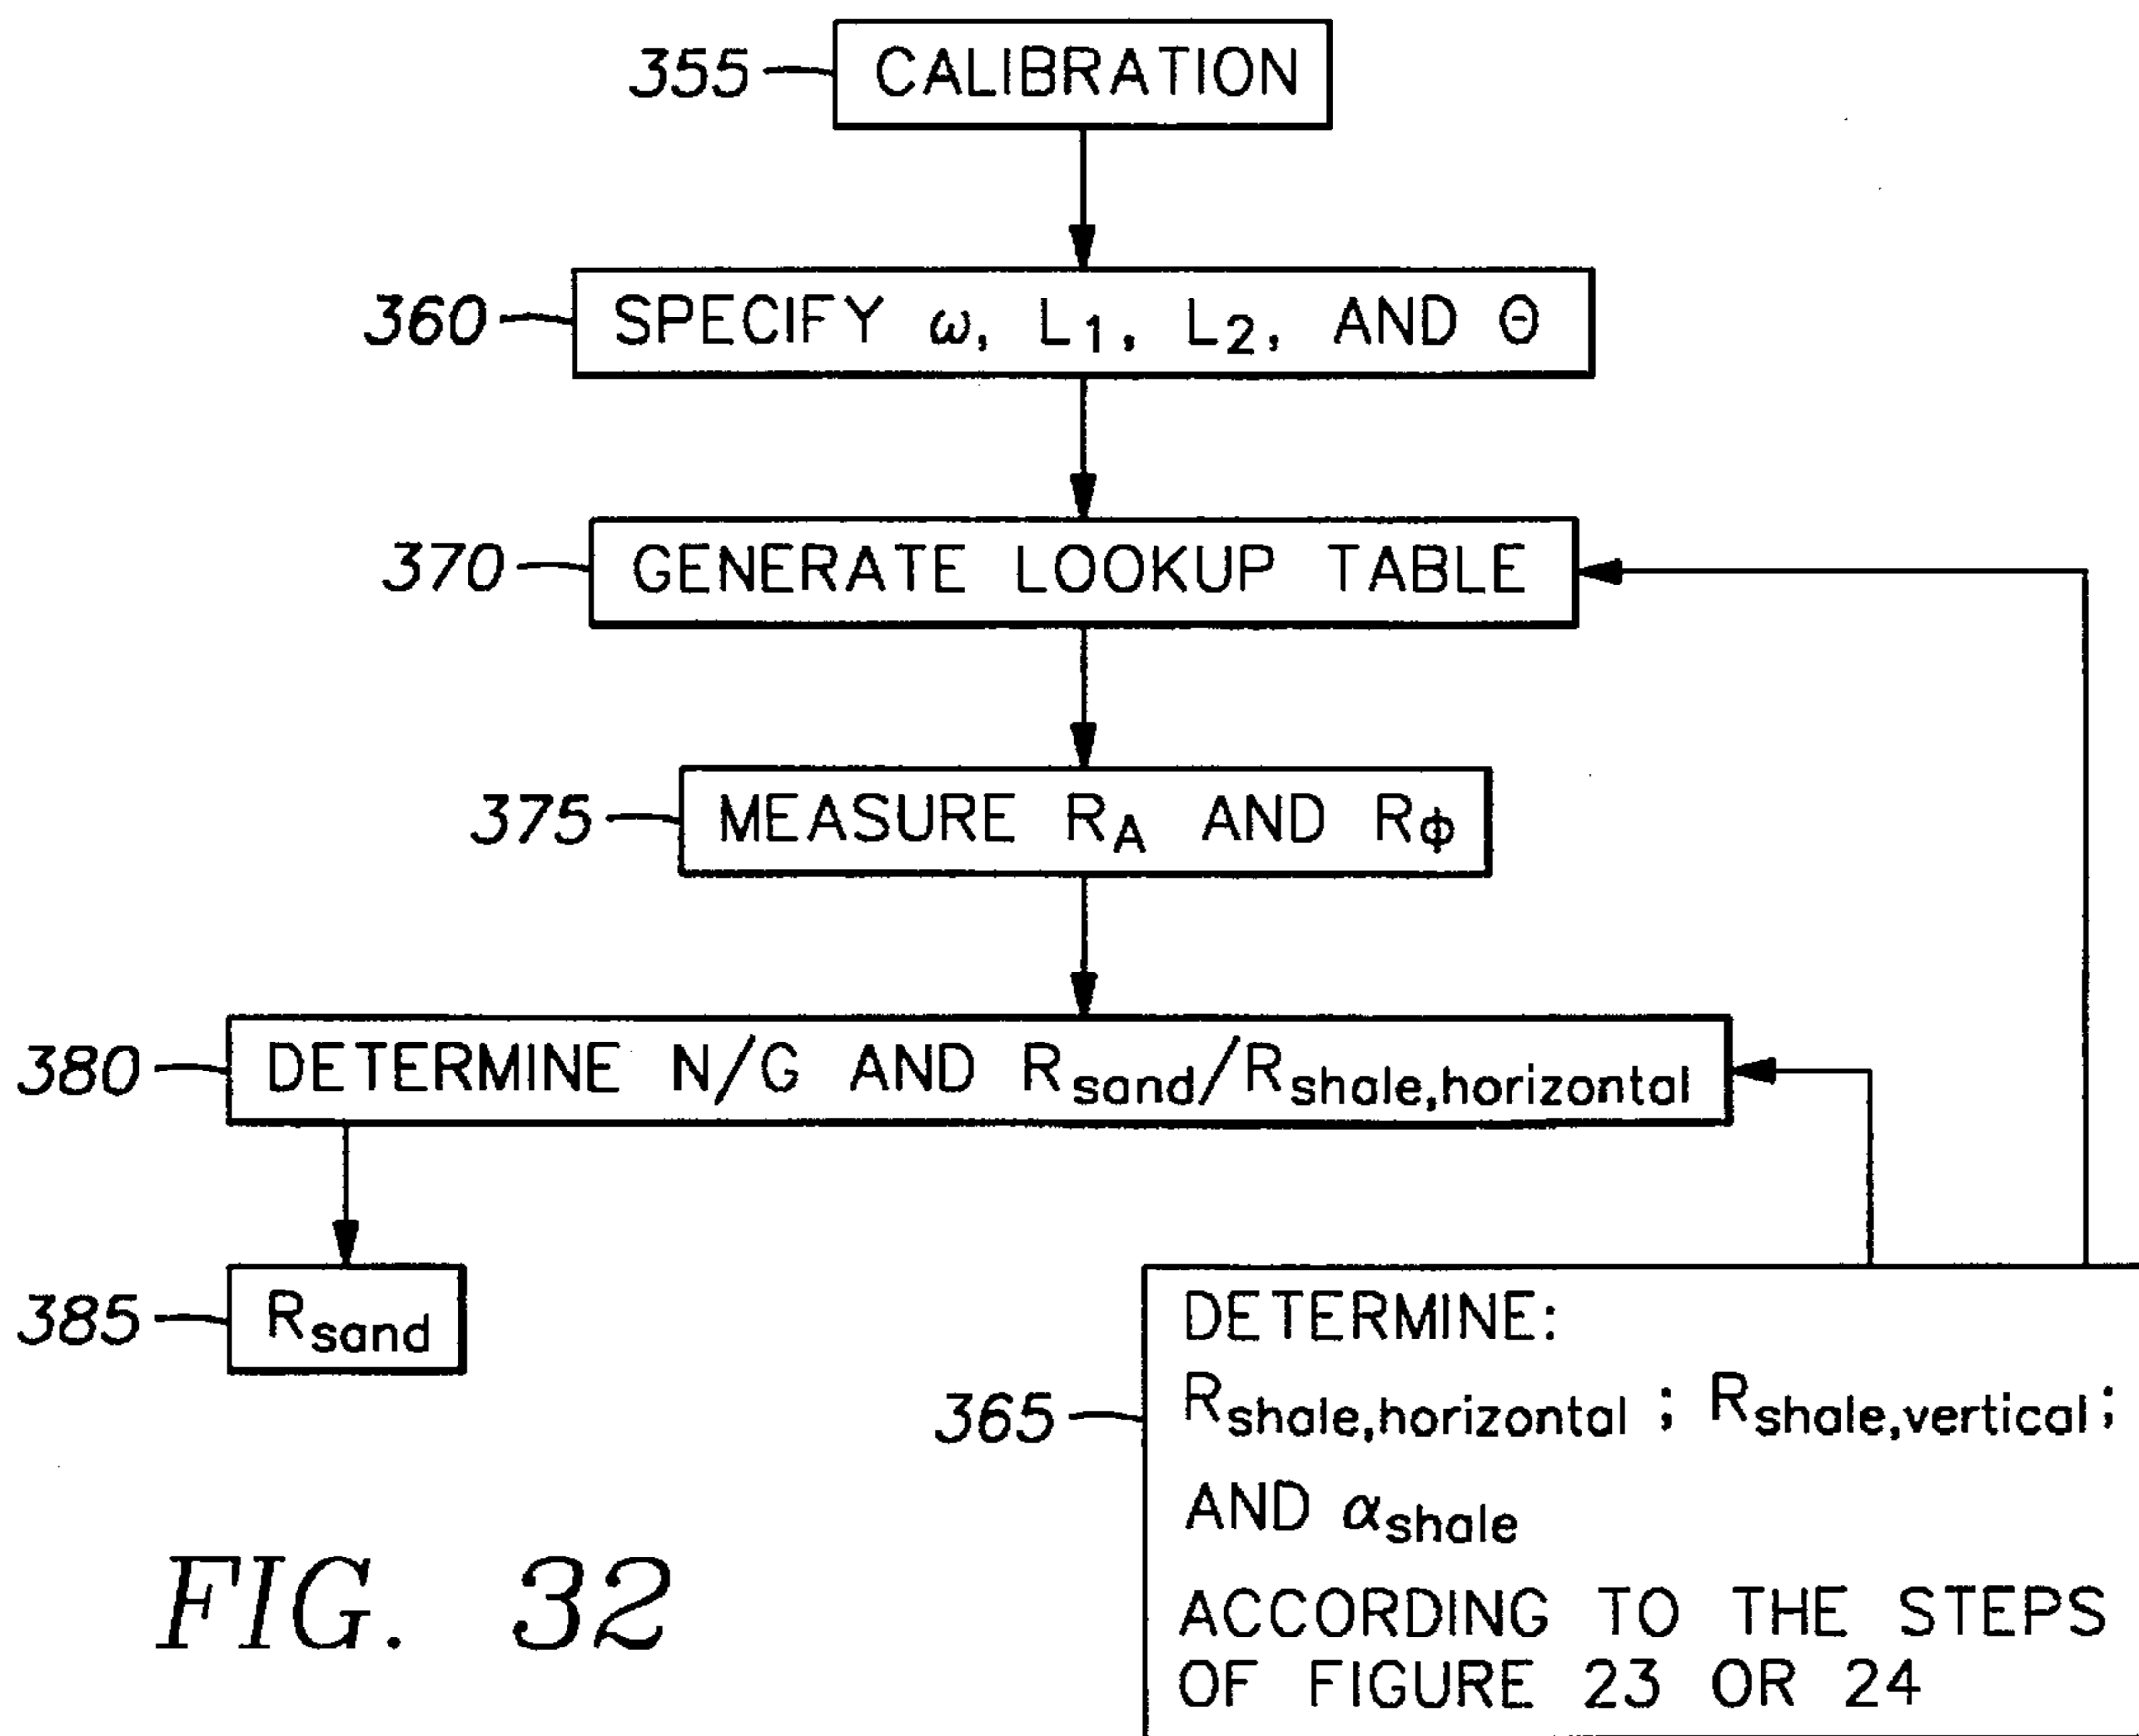 355 CALIBRATION
360 SPECIFY ω, L1, L2, AND Θ
370 GENERATE LOOKUP TABLE
375 MEASURE RA AND Rϕ
380 DETERMINE N/G AND Rsand/Rshale,horizontal
385 Rsand
365 DETERMINE:
Rshale,horizontal ; Rshale,vertical;
AND αshale
ACCORDING TO THE STEPS
OF FIGURE 23 OR 24
FIG. 32